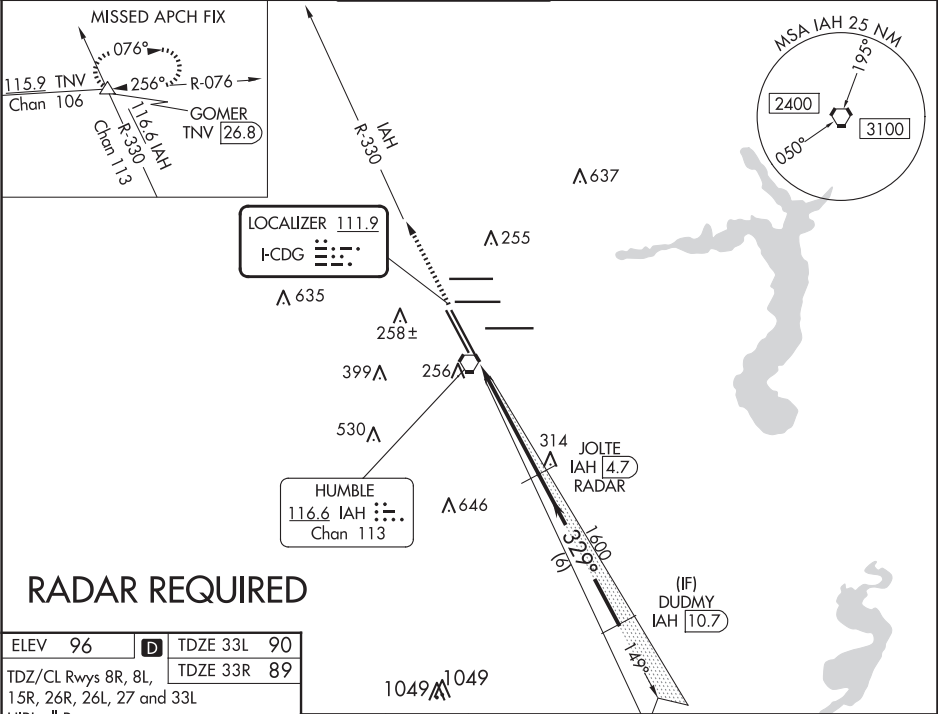 MISSED APCH FIX
076°
115.9 TNV
Chan 106
256°
R-076
GOMER
TNV 26.8
116.6 IAH
R-330
Chan 113
IAH
R-330
MSA IAH 25 NM
195°
2400
3100
050°
637
LOCALIZER 111.9
I-CDG
255
635
258±
399
256
530
314
JOLTE
IAH 4.7
RADAR
HUMBLE
116.6 IAH
Chan 113
646
1600
329°
(6)
(IF)
DUDMY
IAH 10.7
149°
RADAR REQUIRED
ELEV 96
D
TDZE 33L 90
TDZE 33R 89
TDZ/CL Rwys 8R, 8L,
15R, 26R, 26L, 27 and 33L
1049
1049